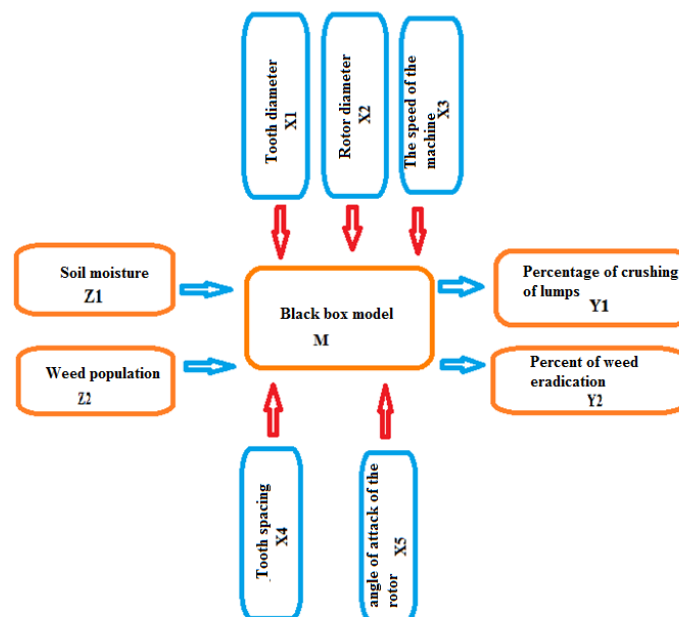 Tooth diameter
X1
Rotor diameter
X2
The speed of the
machine
X3
Soil moisture
Z1
Weed population
Z2
Black box model
M
Percentage of crushing
of lumps
Y1
Percent of weed
eradication
Y2
Tooth spacing
X4
angle of attack of the
rotor
X5